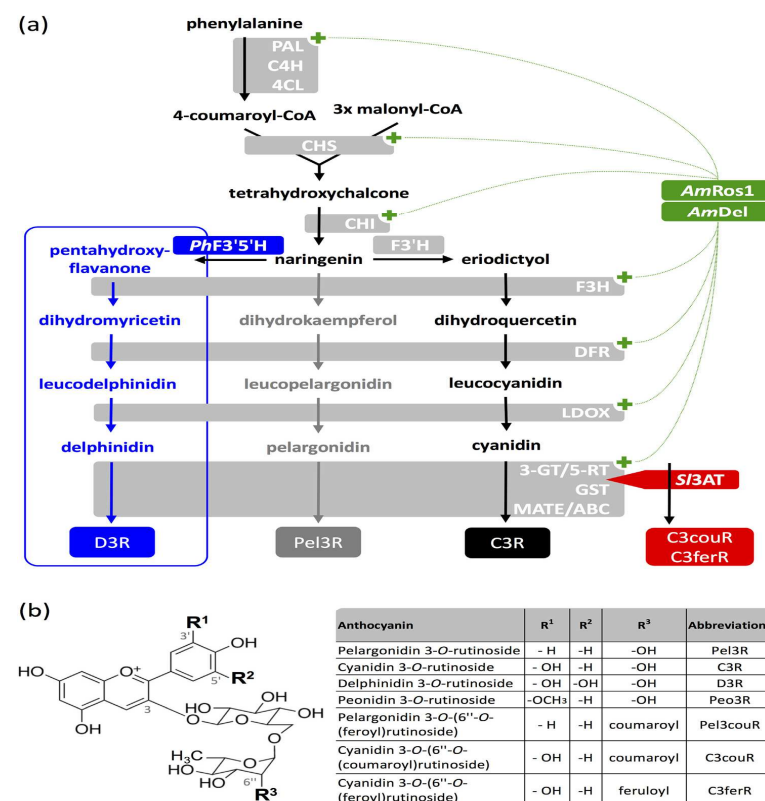 (a)
phenylalanine
PAL
C4H
4CL
4-coumaroyl-CoA 3x malonyl-CoA
CHS
tetrahydroxychalcone
CHI
AmRos1
AmDel
PhF3'5'H F3'H
pentahydroxy-
flavanone
naringenin eriodictyol
F3H
dihydromyricetin dihydrokaempferol dihydroquercetin
DFR
leucodelphinidin leucopelargonidin leucocyanidin
LDOX
delphinidin pelargonidin cyanidin
3-GT/5-RT
GST
MATE/ABC
Sl3AT
D3R Pel3R C3R
C3couR
C3ferR
(b)
R¹
3'
OH
HO
O+
5'
R²
OH
3
O
HO
O
OH
OH
O
H₃C
O
HO
OH
6''
R³
Anthocyanin R¹ R² R³ Abbreviation
Pelargonidin 3-O-rutinoside - H -H -OH Pel3R
Cyanidin 3-O-rutinoside - OH -H -OH C3R
Delphinidin 3-O-rutinoside - OH -OH -OH D3R
Peonidin 3-O-rutinoside -OCH₃ -H -OH Peo3R
Pelargonidin 3-O-(6''-O-
(feroyl)rutinoside) - H -H coumaroyl Pel3couR
Cyanidin 3-O-(6''-O-
(coumaroyl)rutinoside) - OH -H coumaroyl C3couR
Cyanidin 3-O-(6''-O-
(feroyl)rutinoside) - OH -H feruloyl C3ferR